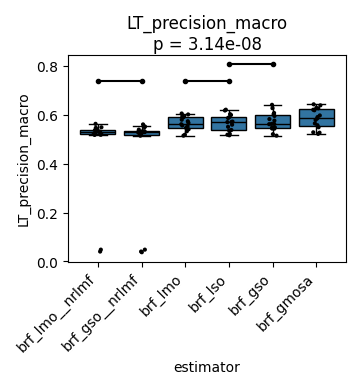 LT_precision_macro
p = 3.14e-08
LT_precision_macro
0.8
0.6
0.4
0.2
0.0
brf_lmo__nrlmf
brf_gso__nrlmf
brf_lmo
brf_lso
brf_gso
brf_gmosa
estimator